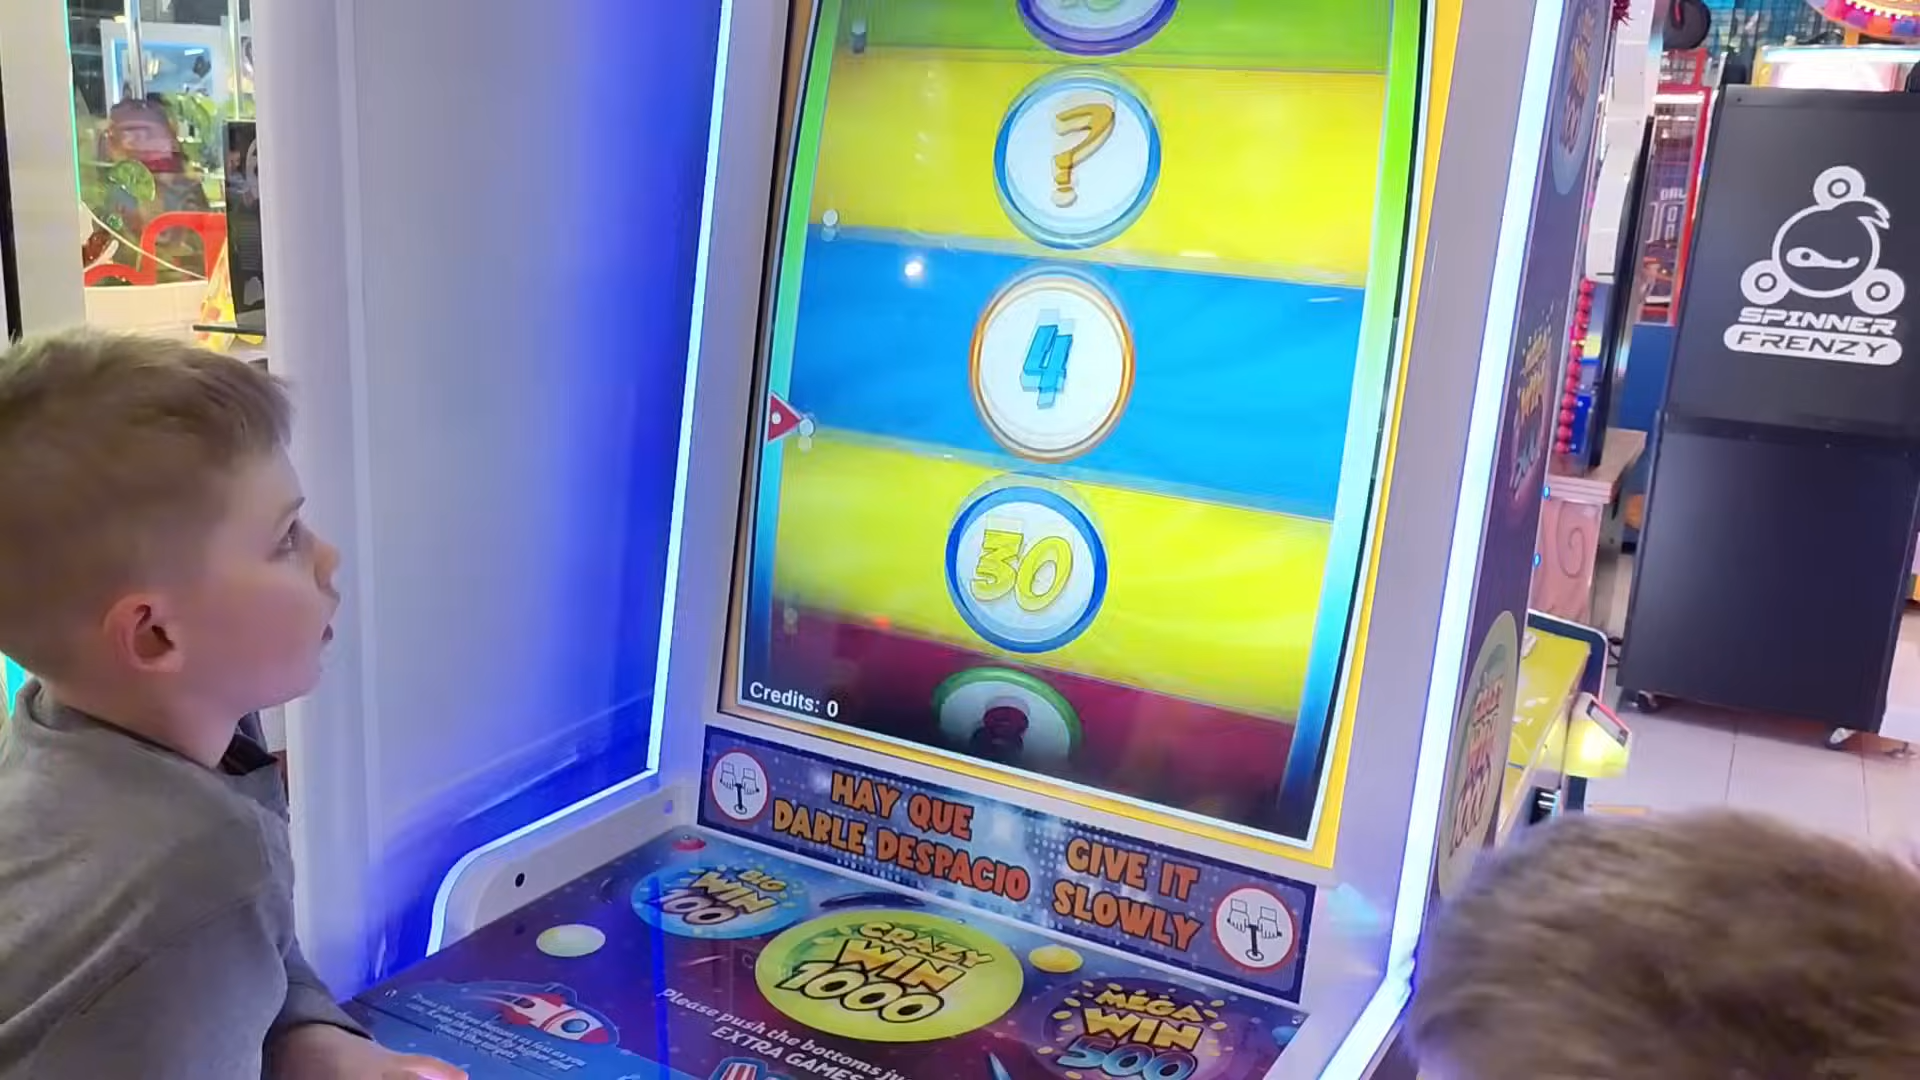 ?
4
30
Credits: 0
HAY QUE
DARLE DESPACIO
GIVE IT
SLOWLY
BIG
WIN
100
CRAZY
WIN
1000
MEGA
WIN
500
Please push the bottoms
EXTRA GAMES
SPINNER
FRENZY